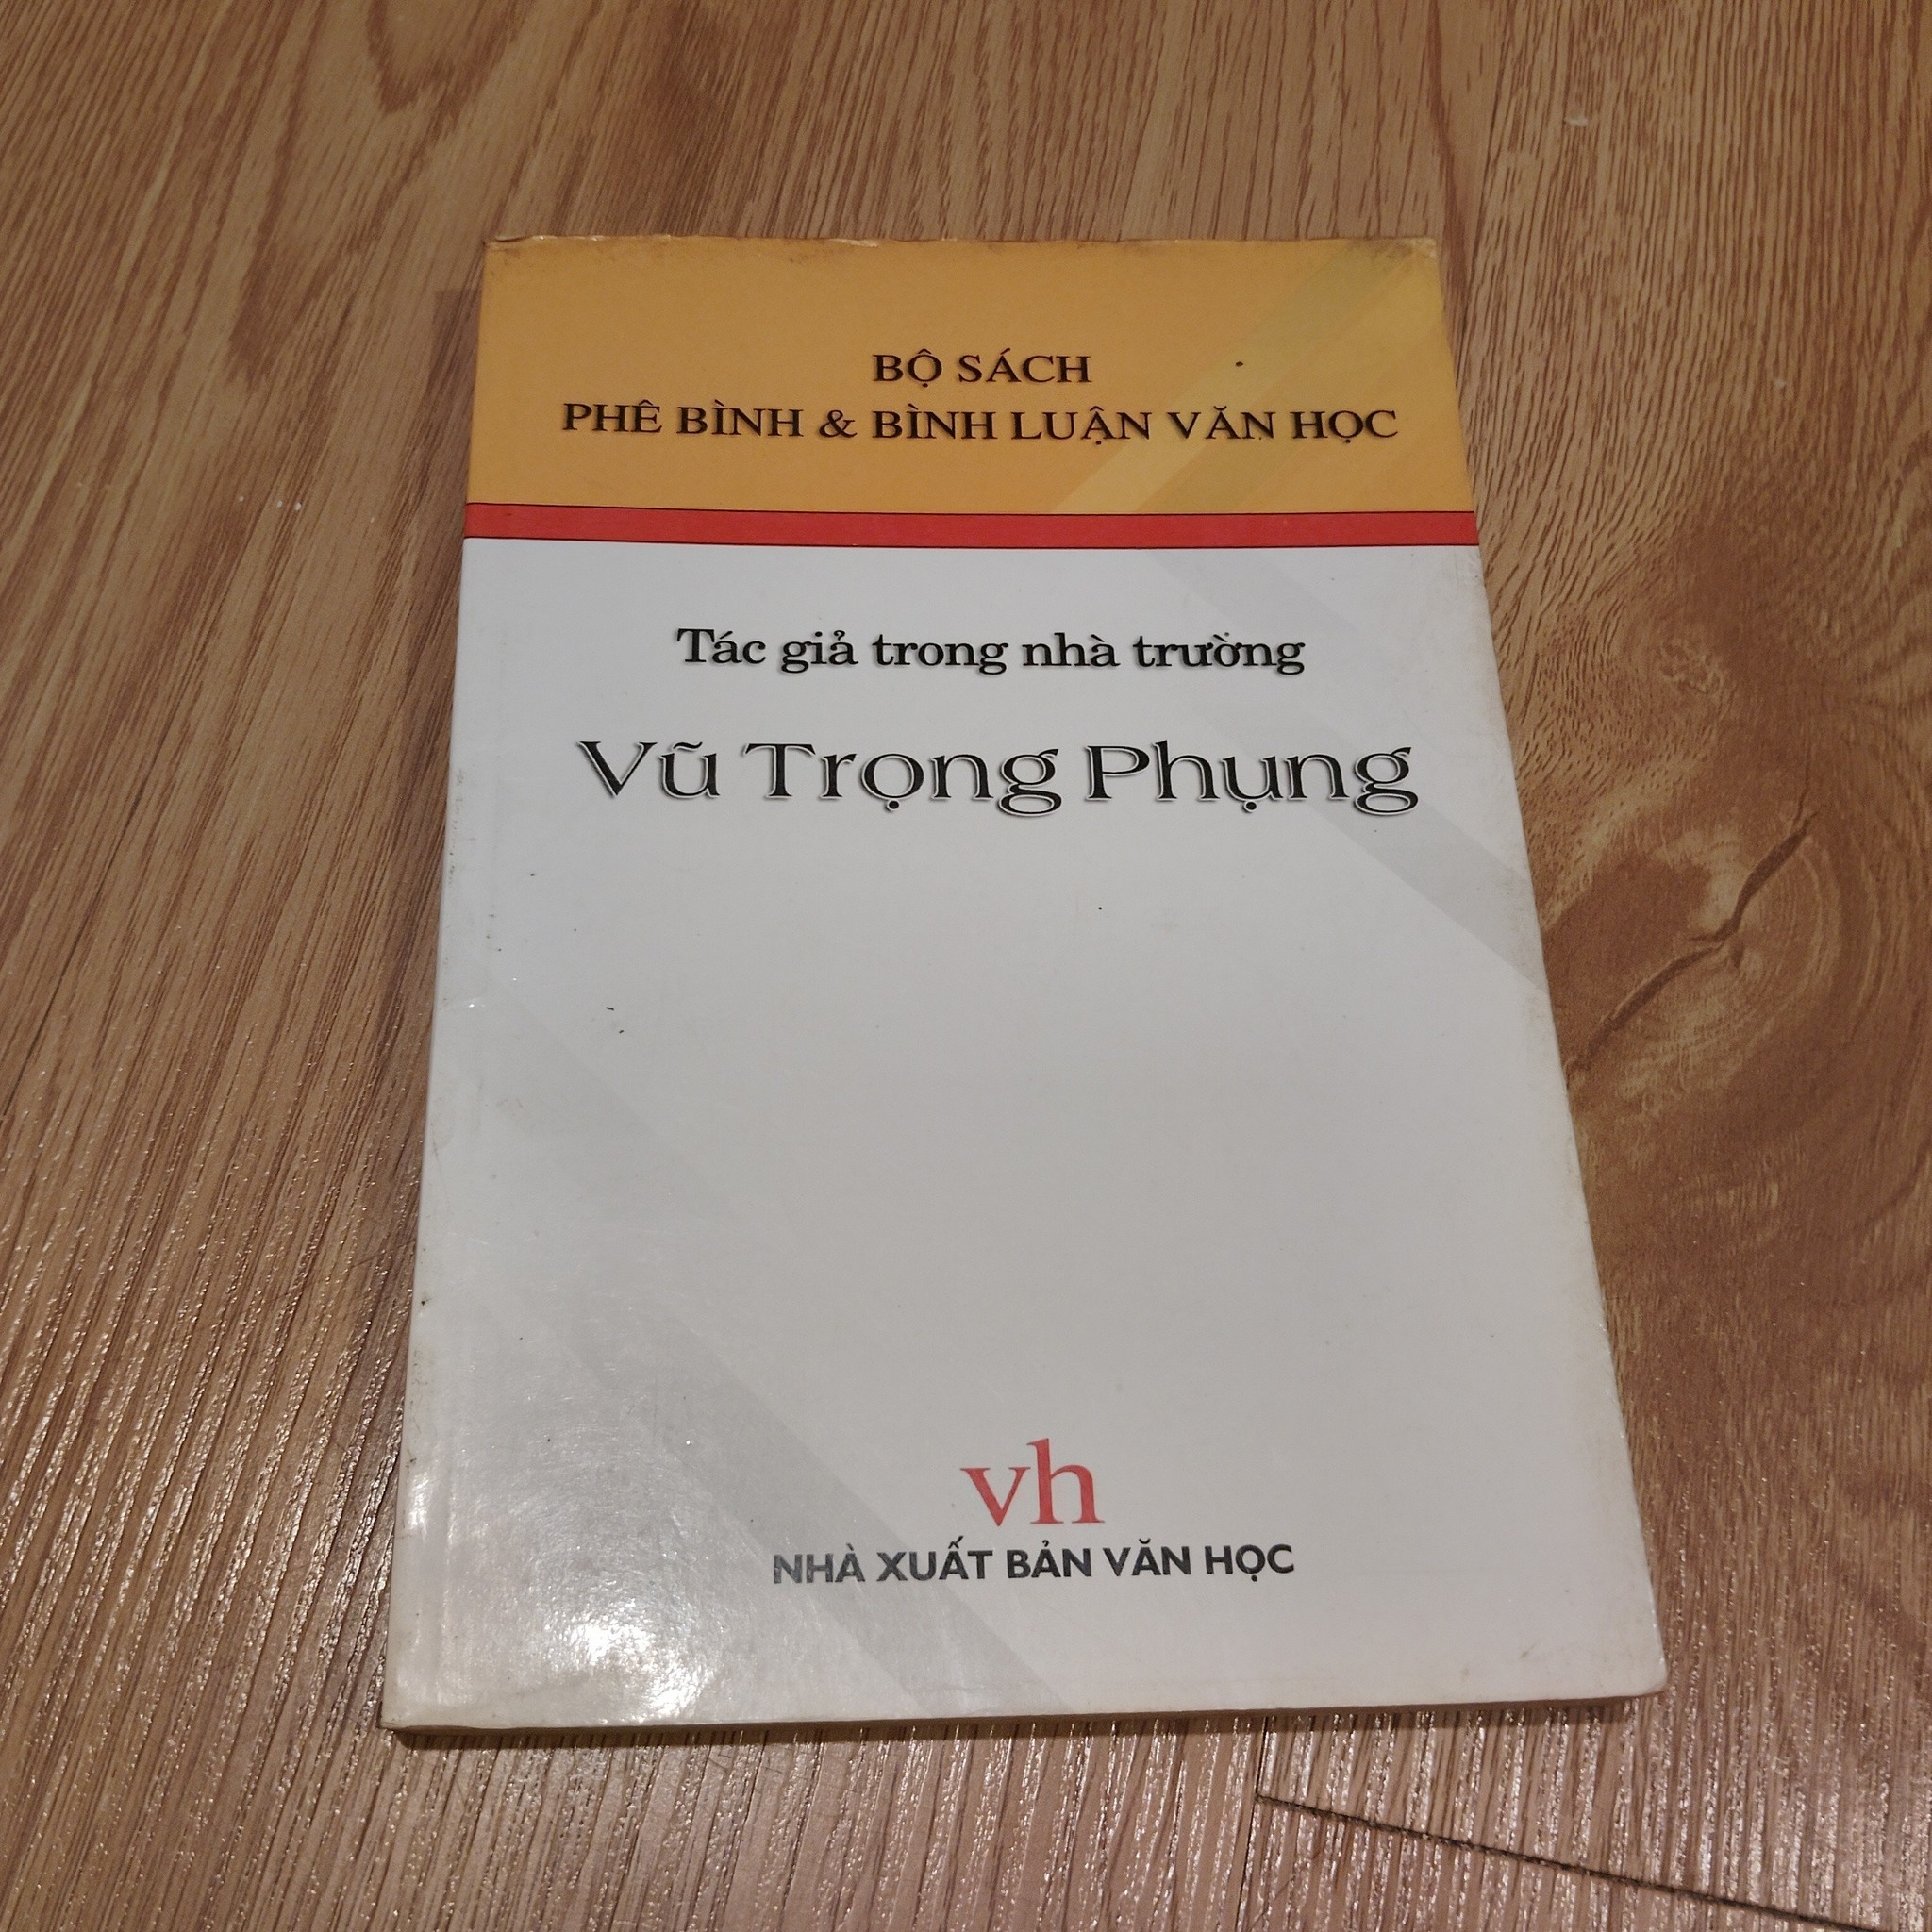 BỘ SÁCH
PHÊ BÌNH & BÌNH LUẬN VĂN HỌC
Tác giả trong nhà trường
Vũ Trọng Phụng
vh
NHÀ XUẤT BẢN VĂN HỌC